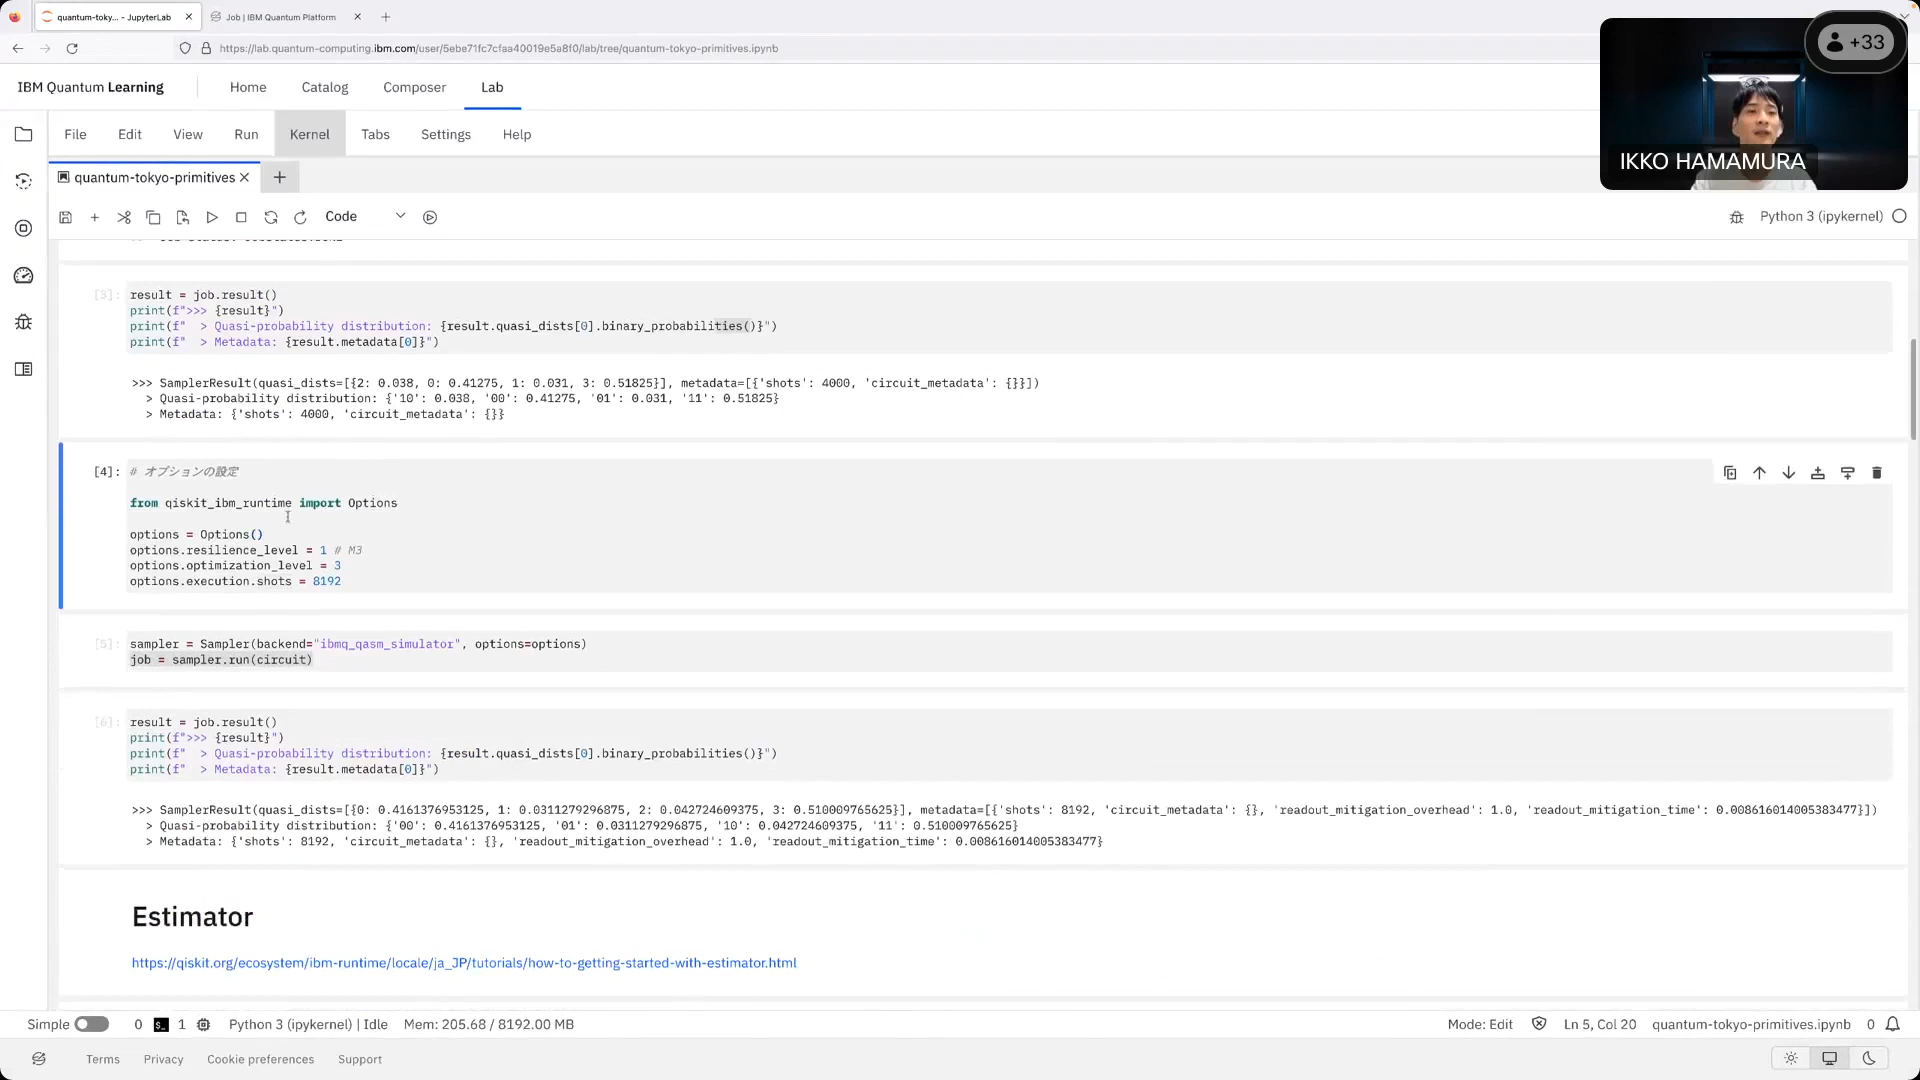 quantum-toky... - JupyterLab
Job | IBM Quantum Platform
https://lab.quantum-computing.ibm.com/user/5ebe71fc7cfaa40019e5a8f0/lab/tree/quantum-tokyo-primitives.ipynb
+33
IBM Quantum Learning
Home
Catalog
Composer
Lab
File
Edit
View
Run
Kernel
Tabs
Settings
Help
IKKO HAMAMURA
quantum-tokyo-primitives
Code
Python 3 (ipykernel)
[3]:
result = job.result()
print(f">>> {result}")
print(f"  > Quasi-probability distribution: {result.quasi_dists[0].binary_probabilities()}")
print(f"  > Metadata: {result.metadata[0]}")
>>> SamplerResult(quasi_dists=[{2: 0.038, 0: 0.41275, 1: 0.031, 3: 0.51825}], metadata=[{'shots': 4000, 'circuit_metadata': {}}])
  > Quasi-probability distribution: {'10': 0.038, '00': 0.41275, '01': 0.031, '11': 0.51825}
  > Metadata: {'shots': 4000, 'circuit_metadata': {}}
[4]:
# オプションの設定
from qiskit_ibm_runtime import Options
options = Options()
options.resilience_level = 1 # M3
options.optimization_level = 3
options.execution.shots = 8192
[5]:
sampler = Sampler(backend="ibmq_qasm_simulator", options=options)
job = sampler.run(circuit)
[6]:
result = job.result()
print(f">>> {result}")
print(f"  > Quasi-probability distribution: {result.quasi_dists[0].binary_probabilities()}")
print(f"  > Metadata: {result.metadata[0]}")
>>> SamplerResult(quasi_dists=[{0: 0.4161376953125, 1: 0.0311279296875, 2: 0.042724609375, 3: 0.510009765625}], metadata=[{'shots': 8192, 'circuit_metadata': {}, 'readout_mitigation_overhead': 1.0, 'readout_mitigation_time': 0.008616014005383477}])
  > Quasi-probability distribution: {'00': 0.4161376953125, '01': 0.0311279296875, '10': 0.042724609375, '11': 0.510009765625}
  > Metadata: {'shots': 8192, 'circuit_metadata': {}, 'readout_mitigation_overhead': 1.0, 'readout_mitigation_time': 0.008616014005383477}
Estimator
https://qiskit.org/ecosystem/ibm-runtime/locale/ja_JP/tutorials/how-to-getting-started-with-estimator.html
Simple
0
1
Python 3 (ipykernel) | Idle
Mem: 205.68 / 8192.00 MB
Mode: Edit
Ln 5, Col 20
quantum-tokyo-primitives.ipynb
0
Terms
Privacy
Cookie preferences
Support